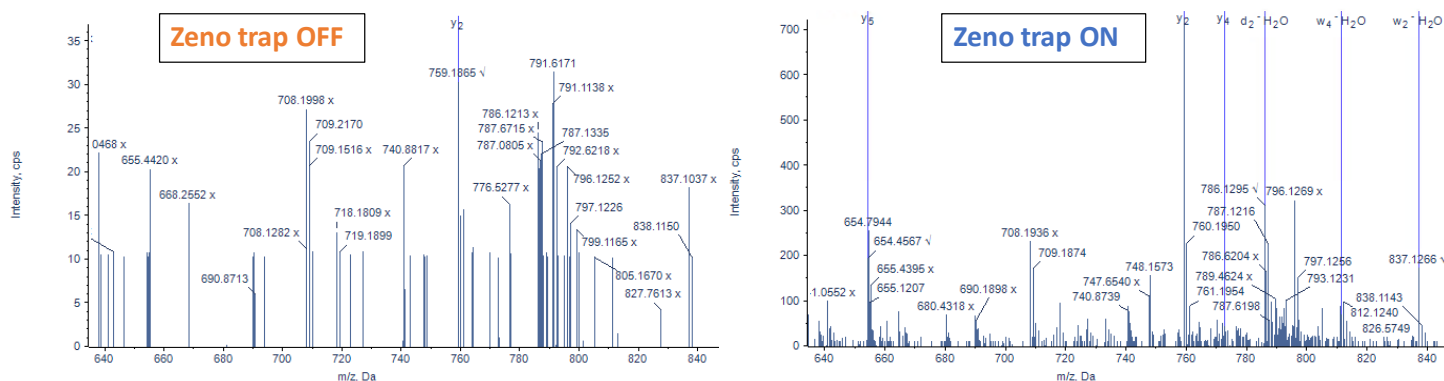 Zeno trap OFF
y2
35
30
25
20
15
10
5
0
Intensity, cps
0468 x
655.4420 x
668.2552 x
690.8713
708.1282 x
708.1998 x
709.2170
709.1516 x
718.1809 x
719.1899
740.8817 x
759.1865 √
776.5277 x
786.1213 x
787.6715 x
787.0805 x
791.6171
791.1138 x
787.1335
792.6218 x
796.1252 x
797.1226
799.1165 x
805.1670 x
827.7613 x
837.1037 x
838.1150
640
660
680
700
720
740
760
780
800
820
840
m/z. Da
Zeno trap ON
y5
y2
y4
d2-H2O
w4-H2O
w2-H2O
700
600
500
400
300
200
100
0
Intensity, cps
1.0552 x
654.7944
654.4567 √
655.4395 x
655.1207
680.4318 x
690.1898 x
708.1936 x
709.1874
740.8739
747.6540 x
748.1573
760.1950
761.1954
786.1295 √
787.1216
786.6204 x
789.4624 x
787.6198
796.1269 x
797.1256
793.1231
838.1143
812.1240
826.5749
837.1266 √
640
660
680
700
720
740
760
780
800
820
840
m/z. Da